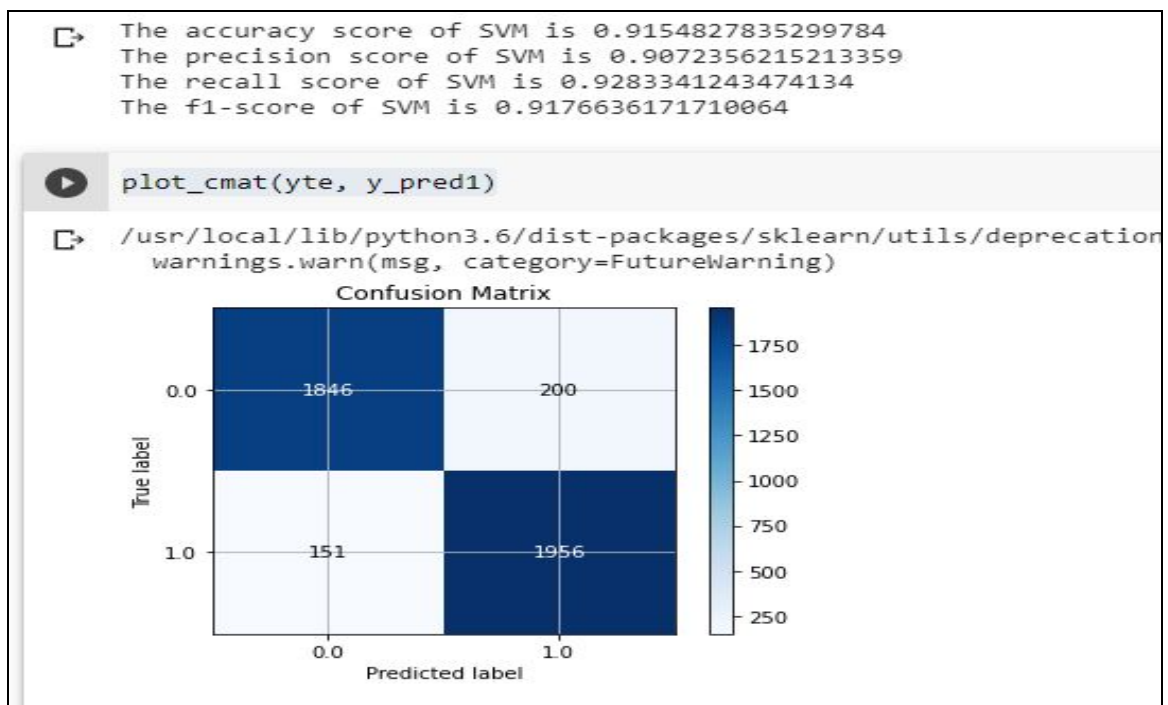 The accuracy score of SVM is 0.9154827835299784
The precision score of SVM is 0.9072356215213359
The recall score of SVM is 0.9283341243474134
The f1-score of SVM is 0.9176636171710064
plot_cmat(yte, y_pred1)
/usr/local/lib/python3.6/dist-packages/sklearn/utils/deprecation
warnings.warn(msg, category=FutureWarning)
Confusion Matrix
1750
0.0 1846 200
1500
1250
True label
1000
750
1.0 151 1956
500
250
0.0 1.0
Predicted label